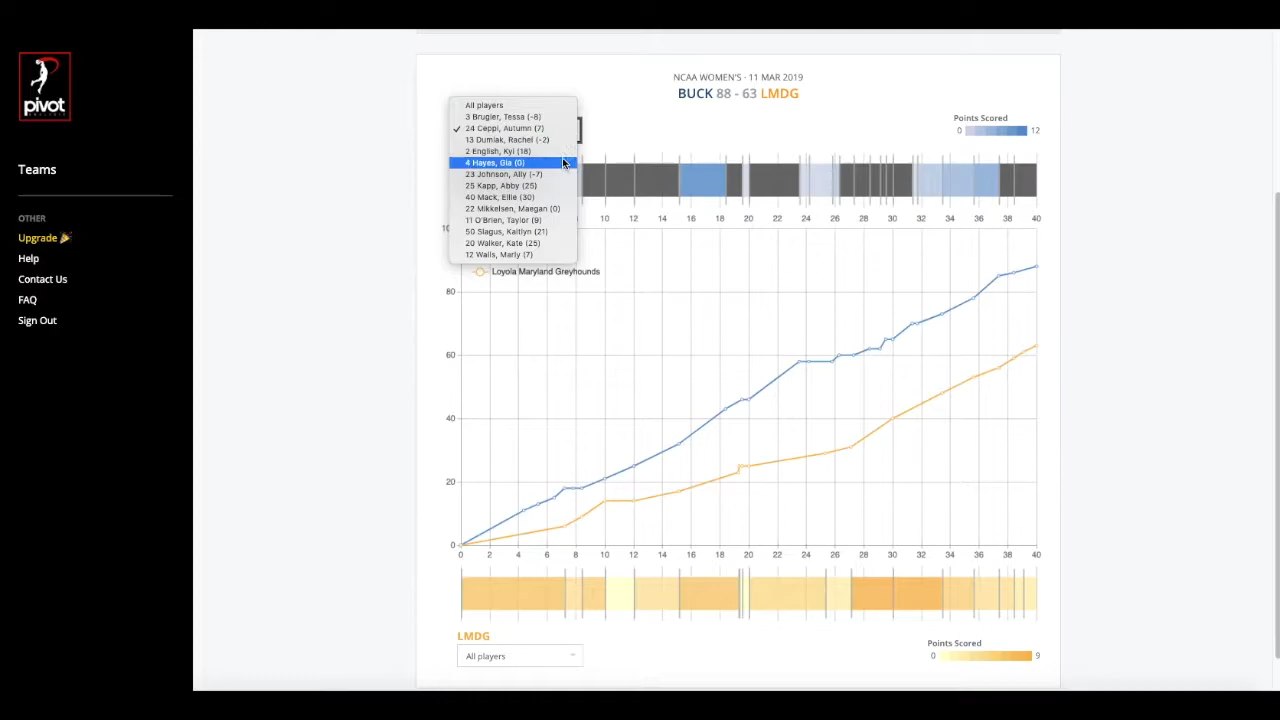 pivot
ANALYSIS
Teams
OTHER
Upgrade 🎉
Help
Contact Us
FAQ
Sign Out
NCAA WOMEN'S - 11 MAR 2019
BUCK 88 - 63 LMDG
Points Scored
0 12
All players
3 Brugler, Tessa (-8)
✓ 24 Ceppi, Autumn (7)
13 Dumiak, Rachel (-2)
2 English, Kyi (18)
4 Hayes, Gia (0)
23 Johnson, Ally (-7)
25 Kapp, Abby (25)
40 Mack, Ellie (30)
22 Mikkelsen, Maegan (0)
11 O'Brien, Taylor (9)
50 Slagus, Kaitlyn (21)
20 Walker, Kate (25)
12 Walls, Marly (7)
10 12 14 16 18 20 22 24 26 28 30 32 34 36 38 40
Loyola Maryland Greyhounds
80
60
40
20
0
0 2 4 6 8 10 12 14 16 18 20 22 24 26 28 30 32 34 36 38 40
LMDG
All players
Points Scored
0 9